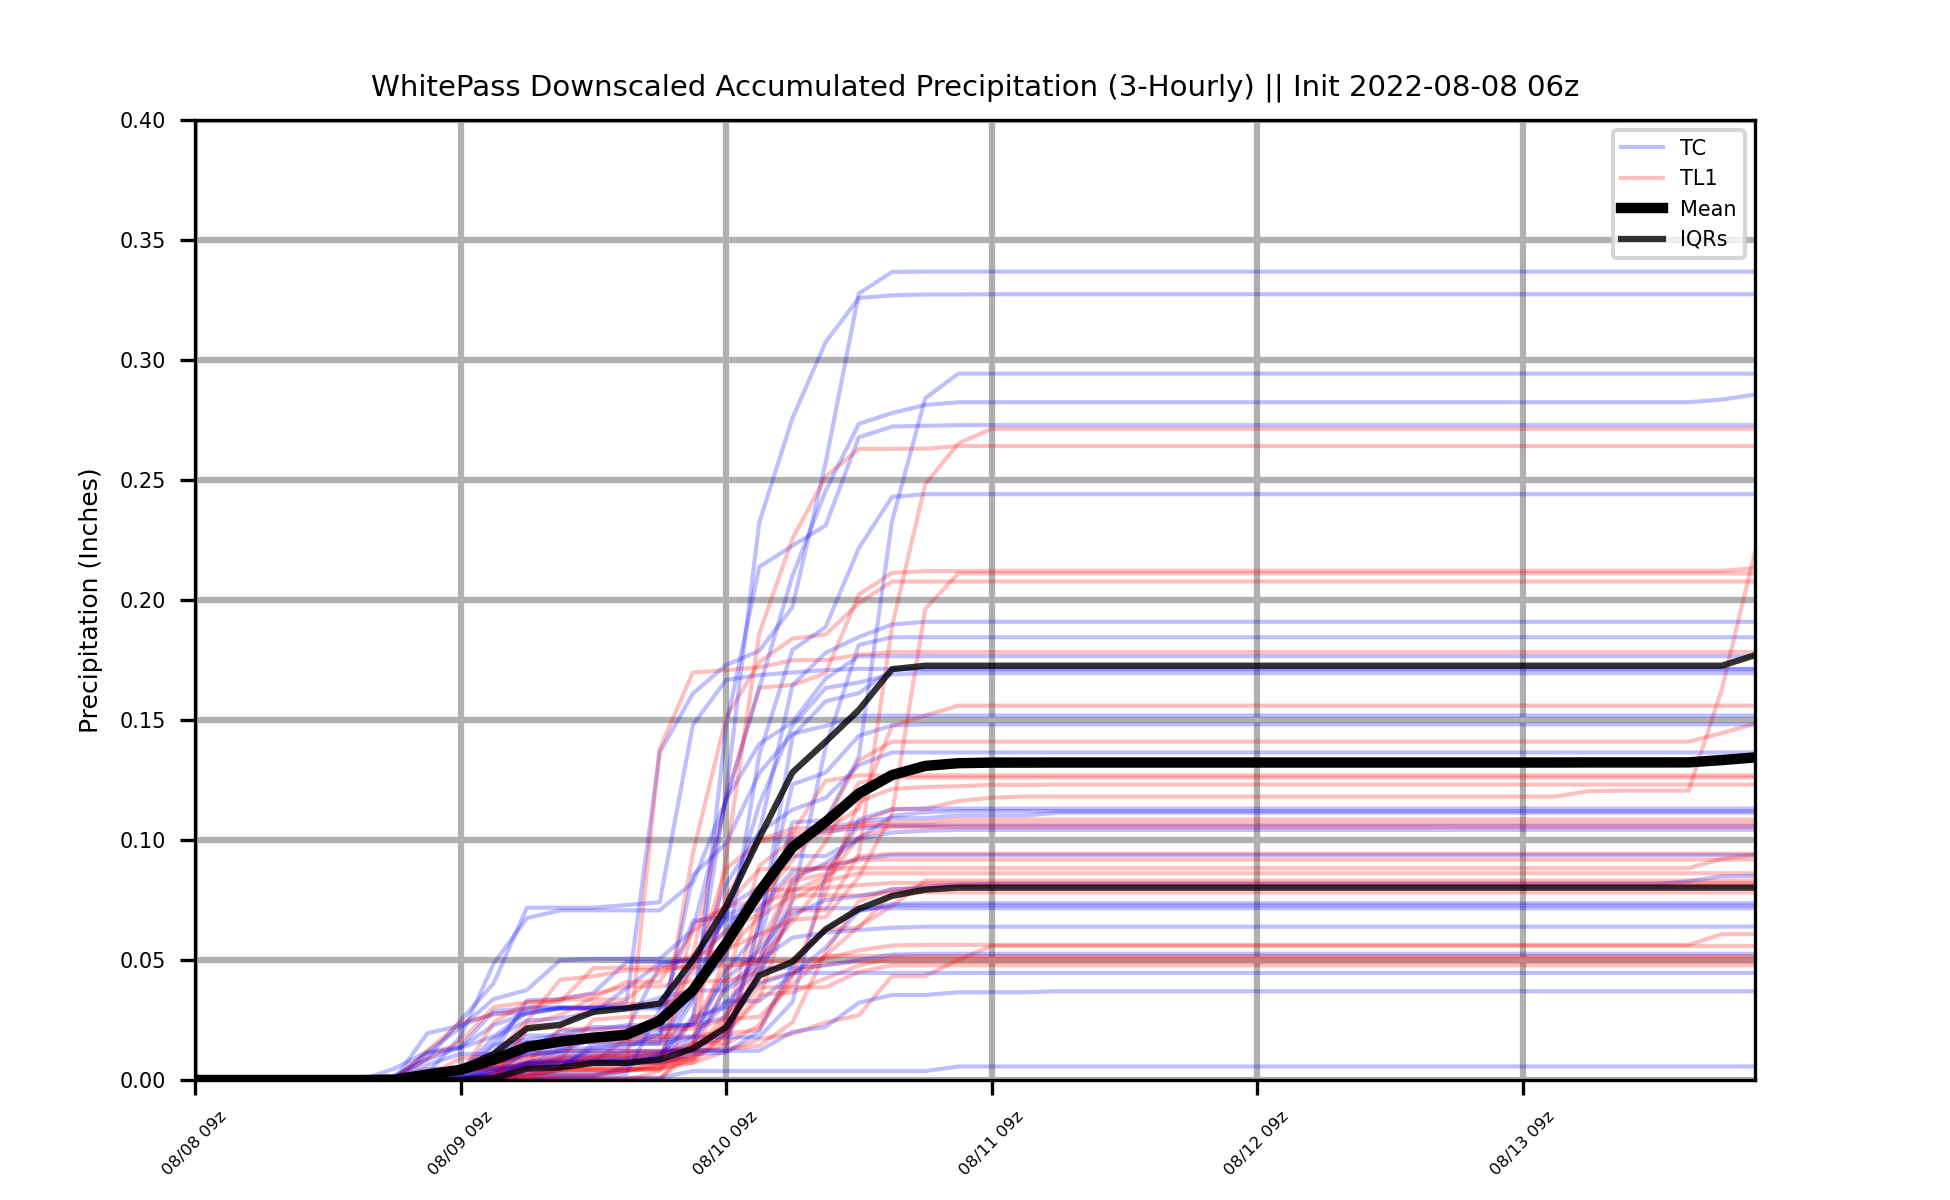 WhitePass Downscaled Accumulated Precipitation (3-Hourly) || Init 2022-08-08 06z
TC
TL1
Mean
IQRs
Precipitation (Inches)
0.40
0.35
0.30
0.25
0.20
0.15
0.10
0.05
0.00
08/08 09z
08/09 09z
08/10 09z
08/11 09z
08/12 09z
08/13 09z